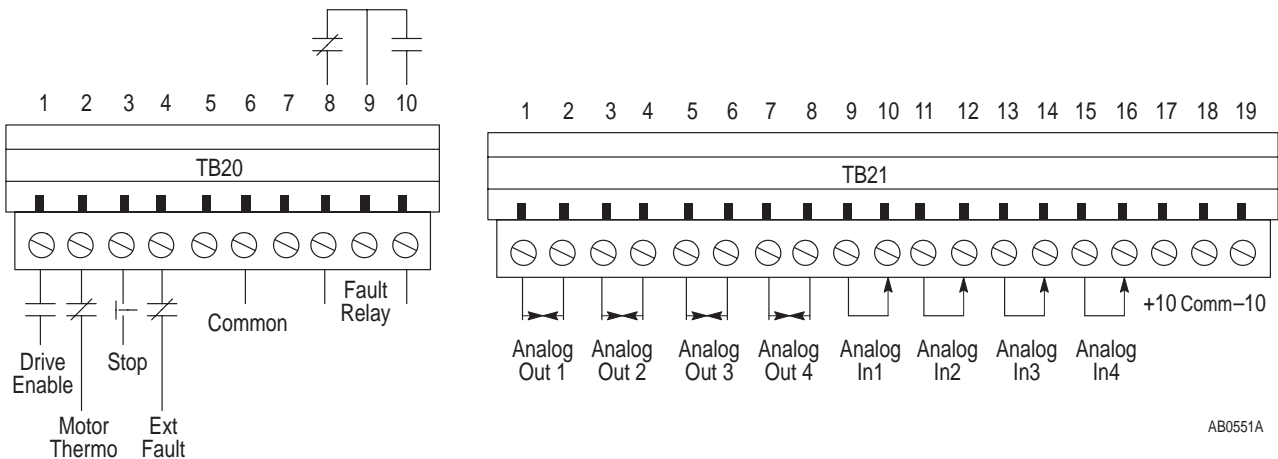 1 2 3 4 5 6 7 8 9 10
TB20
Drive
Enable
Motor
Thermo
Stop
Ext
Fault
Common
Fault
Relay
1 2 3 4 5 6 7 8 9 10 11 12 13 14 15 16 17 18 19
TB21
Analog
Out 1
Analog
Out 2
Analog
Out 3
Analog
Out 4
Analog
In1
Analog
In2
Analog
In3
Analog
In4
+10 Comm–10
AB0551A